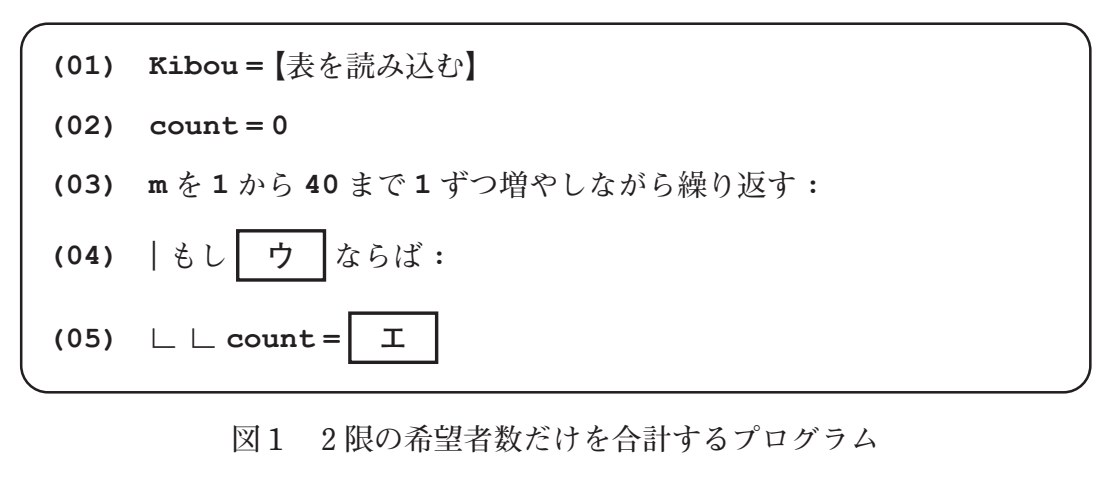 (01) Kibou = 【表を読み込む】
(02) count = 0
(03) m を 1 から 40 まで 1 ずつ増やしながら繰り返す：
(04) ｜もし ウ ならば：
(05) ∟ ∟ count = エ
図1　2限の希望者数だけを合計するプログラム